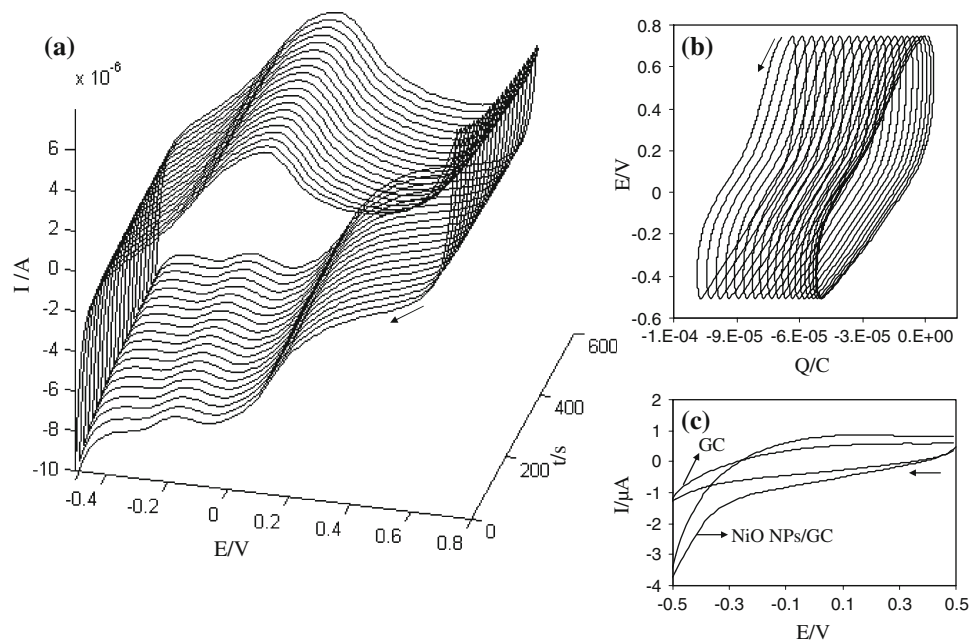 (a)
x 10⁻⁶
6
4
2
0
-2
-4
-6
-8
-10
I /A
-0.4 -0.2 0 0.2 0.4 0.6 0.8
E/V
0
200
400
600
t/s
(b)
0.8
0.6
0.4
0.2
0
-0.2
-0.4
-0.6
E/V
-1.E-04 -9.E-05 -6.E-05 -3.E-05 0.E+00
Q/C
(c)
2
1
0
-1
-2
-3
-4
I/µA
GC
NiO NPs/GC
-0.5 -0.3 -0.1 0.1 0.3 0.5
E/V